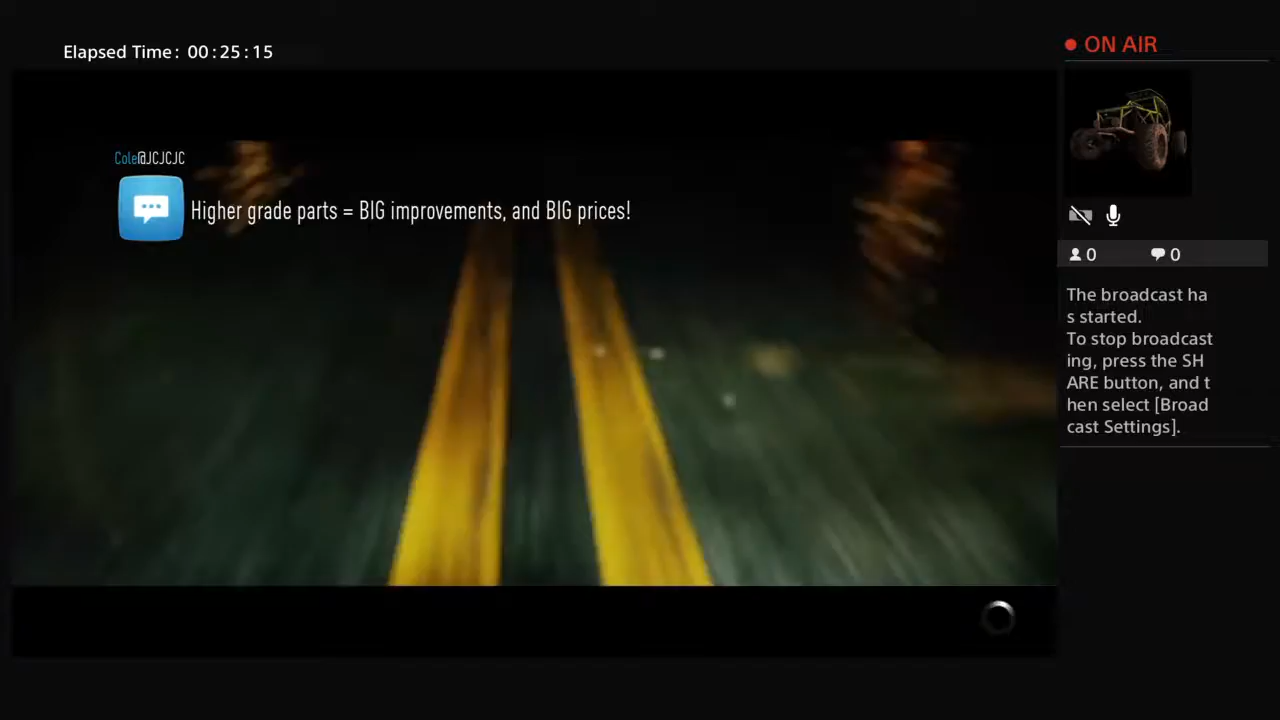 Elapsed Time: 00:25:15
ON AIR
Cole@JCJCJC
Higher grade parts = BIG improvements, and BIG prices!
0 0
The broadcast ha
s started.
To stop broadcast
ing, press the SH
ARE button, and t
hen select [Broad
cast Settings].